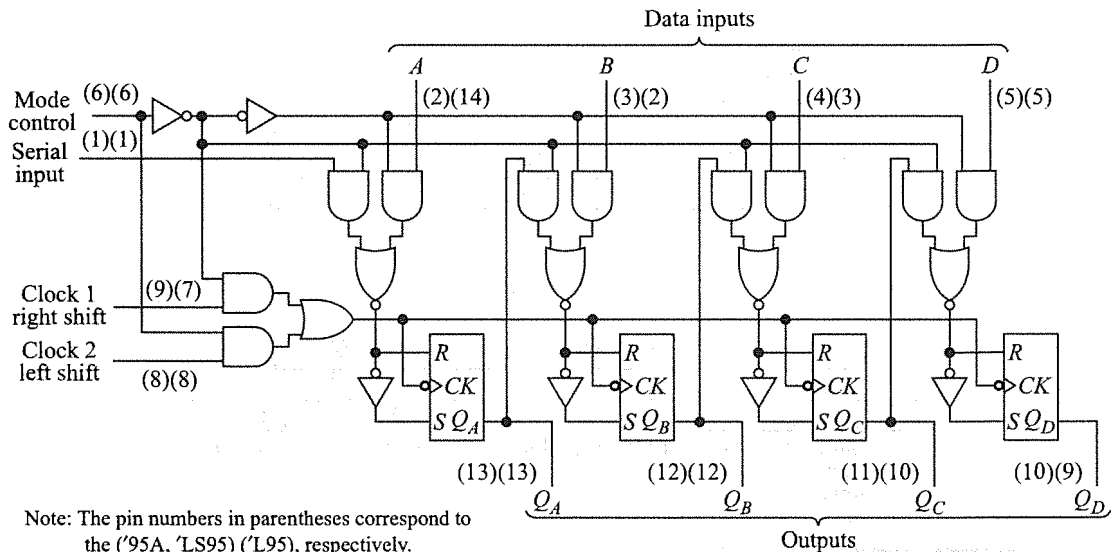 Data inputs
A B C D
(6)(6) (2)(14) (3)(2) (4)(3) (5)(5)
Mode
control
(1)(1)
Serial
input
Clock 1
right shift
(9)(7)
Clock 2
left shift
(8)(8)
R R R R
CK CK CK CK
S Q_A S Q_B S Q_C S Q_D
(13)(13) (12)(12) (11)(10) (10)(9)
Q_A Q_B Q_C Q_D
Outputs
Note: The pin numbers in parentheses correspond to
the ('95A, 'LS95) ('L95), respectively.